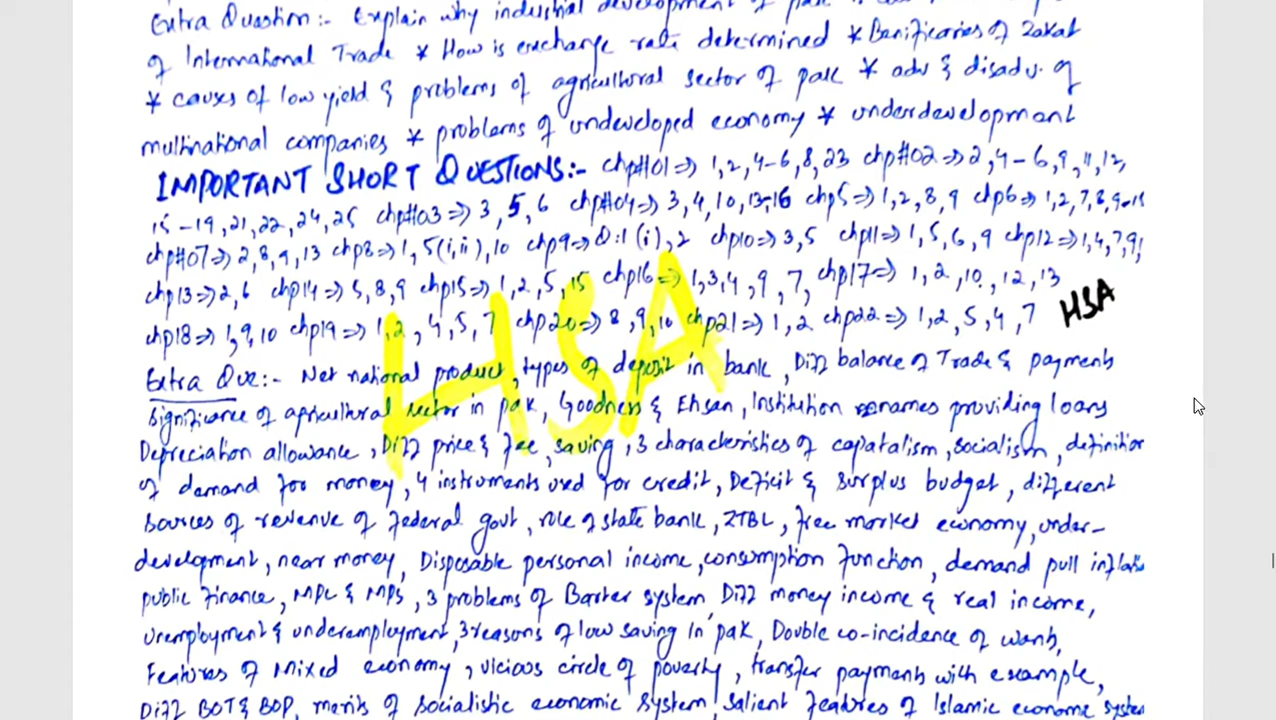 Extra Question:- Explain why industrial development of pak
of International Trade * How is exchange rate determined * Benificaries of Zakat
* causes of low yield & problems of agricultural sector of pak * adv & disadv. of
multinational companies * problems of undeveloped economy * underdevelopment
IMPORTANT SHORT QUESTIONS:- chp#01=> 1,2,4-6,8,23 chp#02=>2,4-6,9,11,12,
15-19,21,22,24,25 chp#03=> 3,5,6 chp#04=> 3,4,10,13-16 chp5=> 1,2,8,9 chp6=> 1,2,7,8,9-15
chp#07=> 2,8,9,13 chp8=> 1,5(i,ii),10 chp9=> Q:1(i),2 chp10=>3,5 chp11=> 1,5,6,9 chp12=>1,4,7,9,
chp13=>2,6 chp14=> 5,8,9 chp15=> 1,2,5,15 chp16=> 1,3,4,9,7, chp17=> 1,2,10,12,13
chp18=> 1,9,10 chp19=> 1,2,4,5,7 chp20=> 8,9,10 chp21=> 1,2 chp22=> 1,2,5,4,7 HSA
HSA
Extra Que:- Net national product, types of deposit in bank, Diff balance of Trade & payments
Significance of agricultural sector in pak, Goodness & Ehsan, Institution names providing loans
Depreciation allowance, Diff price & fee, saving, 3 characteristics of capatalism, socialism, definition
of demand for money, 4 instruments used for credit, Deficit & surplus budget, different
sources of revenue of Federal govt, role of state bank, ZTBL, free market economy, under-
development, near money, Disposable personal income, consumption function, demand pull inflatio
public finance, MPC & MPS, 3 problems of Barter system, Diff money income & real income,
unemployment & underemployment, 3 reasons of low saving in pak, Double co-incidence of wants,
Features of Mixed economy, vicious circle of poverty, transfer payments with example,
Diff BOT & BOP, merits of socialistic economic system, salient features of Islamic econome system